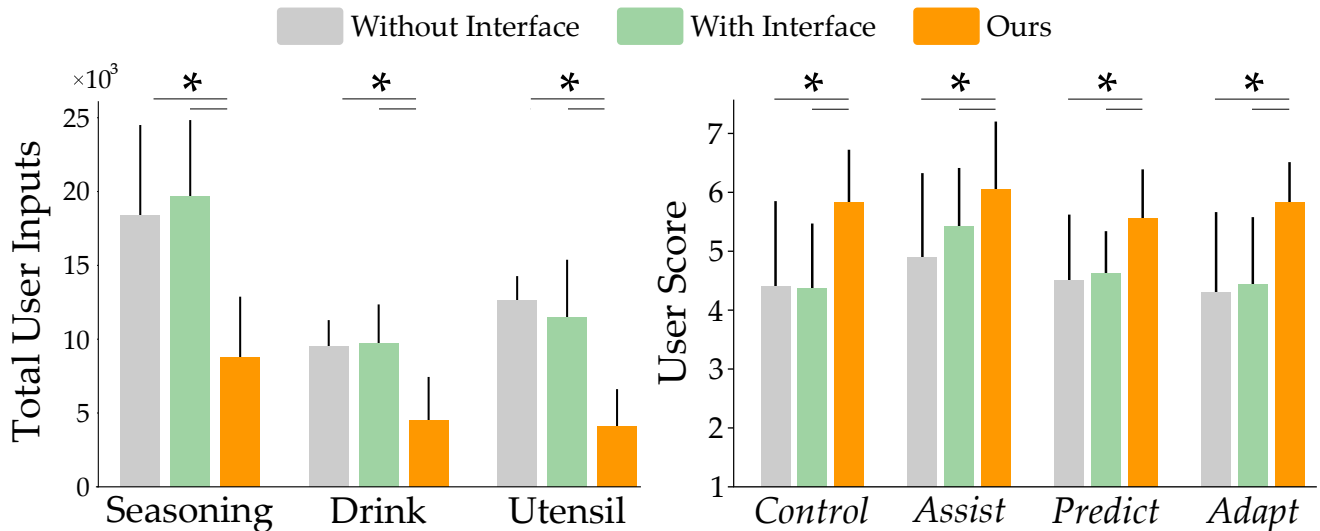 Without Interface With Interface Ours
×10³
* * * * * * *
Total User Inputs
25
20
15
10
5
0
Seasoning Drink Utensil
User Score
7
6
5
4
3
2
1
Control Assist Predict Adapt